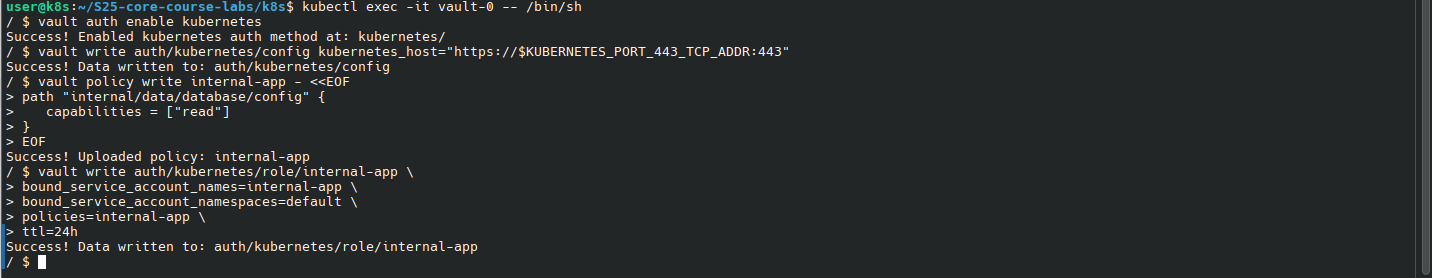 user@k8s:~/S25-core-course-labs/k8s$ kubectl exec -it vault-0 -- /bin/sh
/ $ vault auth enable kubernetes
Success! Enabled kubernetes auth method at: kubernetes/
/ $ vault write auth/kubernetes/config kubernetes_host="https://$KUBERNETES_PORT_443_TCP_ADDR:443"
Success! Data written to: auth/kubernetes/config
/ $ vault policy write internal-app - <<EOF
> path "internal/data/database/config" {
>    capabilities = ["read"]
> }
> EOF
Success! Uploaded policy: internal-app
/ $ vault write auth/kubernetes/role/internal-app \
> bound_service_account_names=internal-app \
> bound_service_account_namespaces=default \
> policies=internal-app \
> ttl=24h
Success! Data written to: auth/kubernetes/role/internal-app
/ $